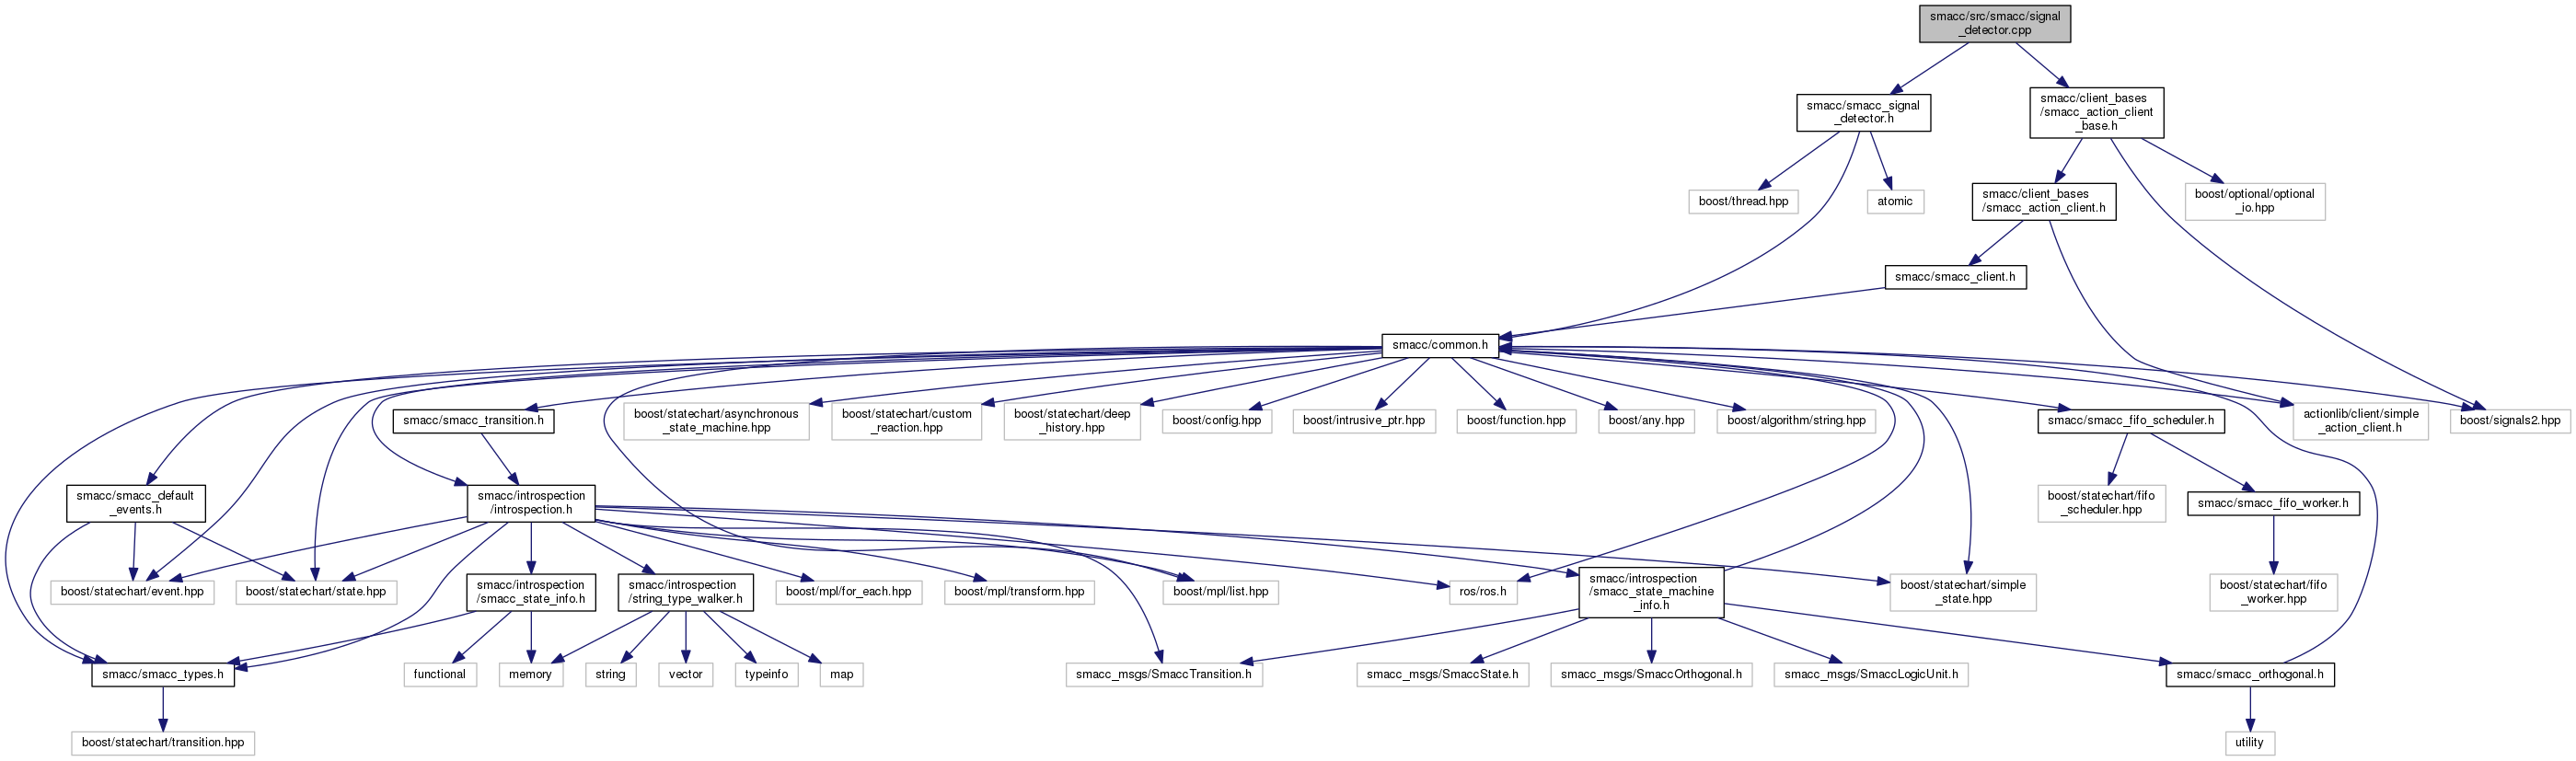 smacc/src/smacc/signal
_detector.cpp
smacc/smacc_signal
_detector.h
smacc/client_bases
/smacc_action_client
_base.h
boost/thread.hpp
atomic
smacc/client_bases
/smacc_action_client.h
boost/optional/optional
_io.hpp
smacc/smacc_client.h
smacc/common.h
smacc/smacc_transition.h
boost/statechart/asynchronous
_state_machine.hpp
boost/statechart/custom
_reaction.hpp
boost/statechart/deep
_history.hpp
boost/config.hpp
boost/intrusive_ptr.hpp
boost/function.hpp
boost/any.hpp
boost/algorithm/string.hpp
smacc/smacc_fifo_scheduler.h
actionlib/client/simple
_action_client.h
boost/signals2.hpp
smacc/smacc_default
_events.h
smacc/introspection
/introspection.h
boost/statechart/fifo
_scheduler.hpp
smacc/smacc_fifo_worker.h
boost/statechart/event.hpp
boost/statechart/state.hpp
smacc/introspection
/smacc_state_info.h
smacc/introspection
/string_type_walker.h
boost/mpl/for_each.hpp
boost/mpl/transform.hpp
boost/mpl/list.hpp
ros/ros.h
smacc/introspection
/smacc_state_machine
_info.h
boost/statechart/simple
_state.hpp
boost/statechart/fifo
_worker.hpp
smacc/smacc_types.h
functional
memory
string
vector
typeinfo
map
smacc_msgs/SmaccTransition.h
smacc_msgs/SmaccState.h
smacc_msgs/SmaccOrthogonal.h
smacc_msgs/SmaccLogicUnit.h
smacc/smacc_orthogonal.h
boost/statechart/transition.hpp
utility